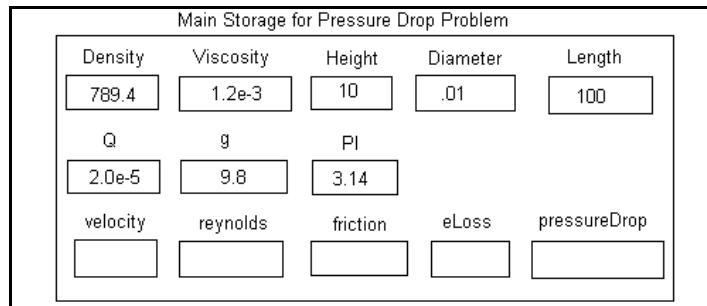 Main Storage for Pressure Drop Problem
Density Viscosity Height Diameter Length
789.4 1.2e-3 10 .01 100
Q g PI
2.0e-5 9.8 3.14
velocity reynolds friction eLoss pressureDrop